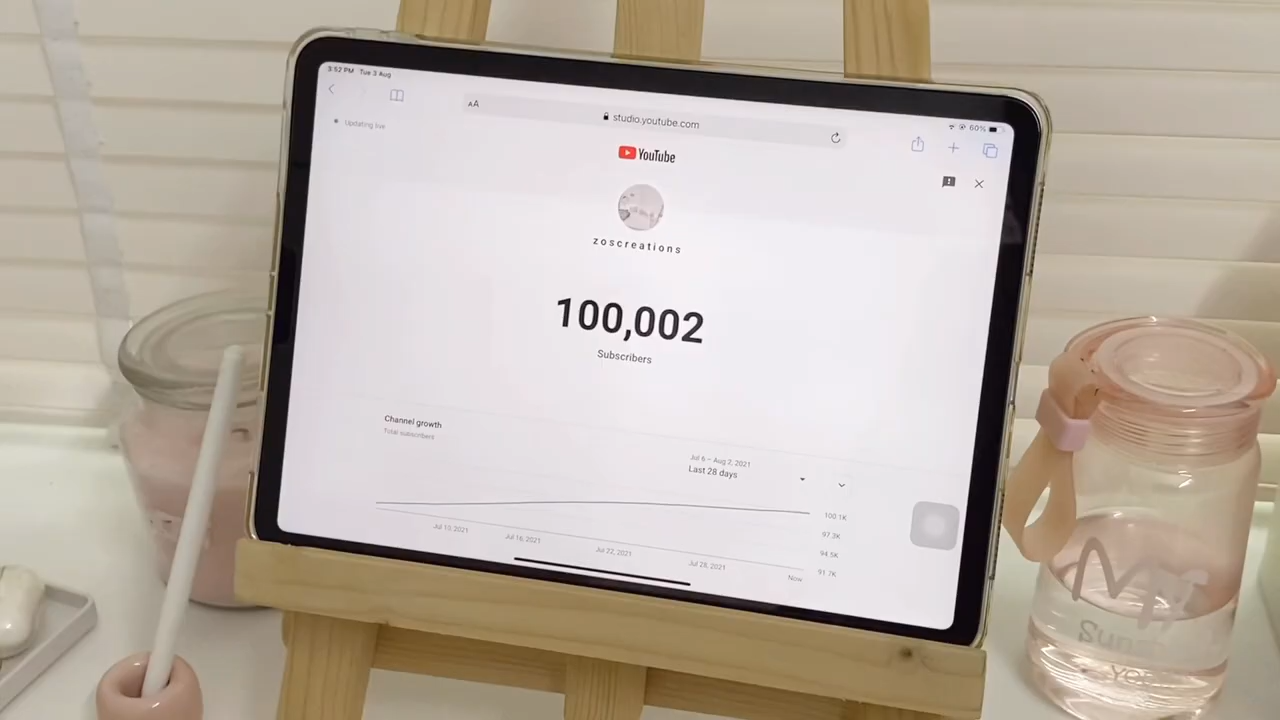 3:52 PM Tue 3 Aug
60%
AA
studio.youtube.com
Updating live
YouTube
zoscreations
100,002
Subscribers
Channel growth
Total subscribers
Jul 6 – Aug 2, 2021
Last 28 days
100.1K
97.3K
94.5K
91.7K
Jul 10, 2021
Jul 16, 2021
Jul 22, 2021
Jul 28, 2021
Now